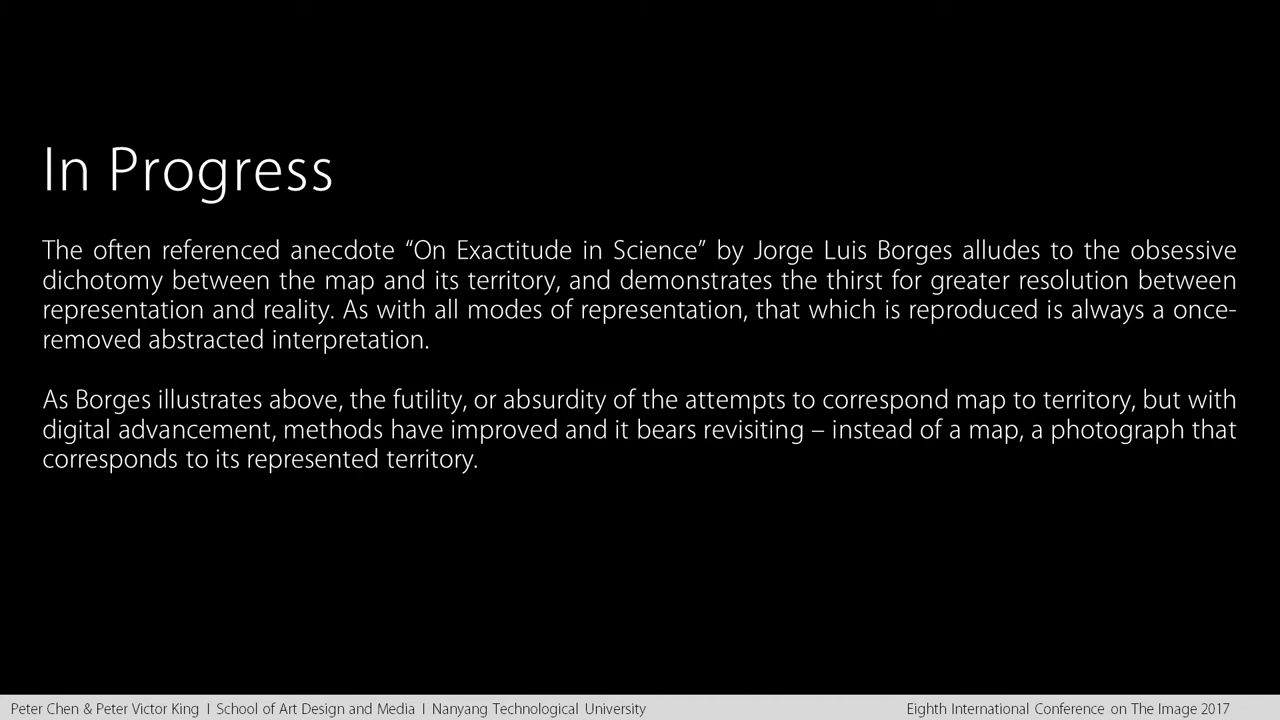 In Progress
The often referenced anecdote “On Exactitude in Science” by Jorge Luis Borges alludes to the obsessive
dichotomy between the map and its territory, and demonstrates the thirst for greater resolution between
representation and reality. As with all modes of representation, that which is reproduced is always a once-
removed abstracted interpretation.
As Borges illustrates above, the futility, or absurdity of the attempts to correspond map to territory, but with
digital advancement, methods have improved and it bears revisiting – instead of a map, a photograph that
corresponds to its represented territory.
Peter Chen & Peter Victor King I School of Art Design and Media I Nanyang Technological University
Eighth International Conference on The Image 2017